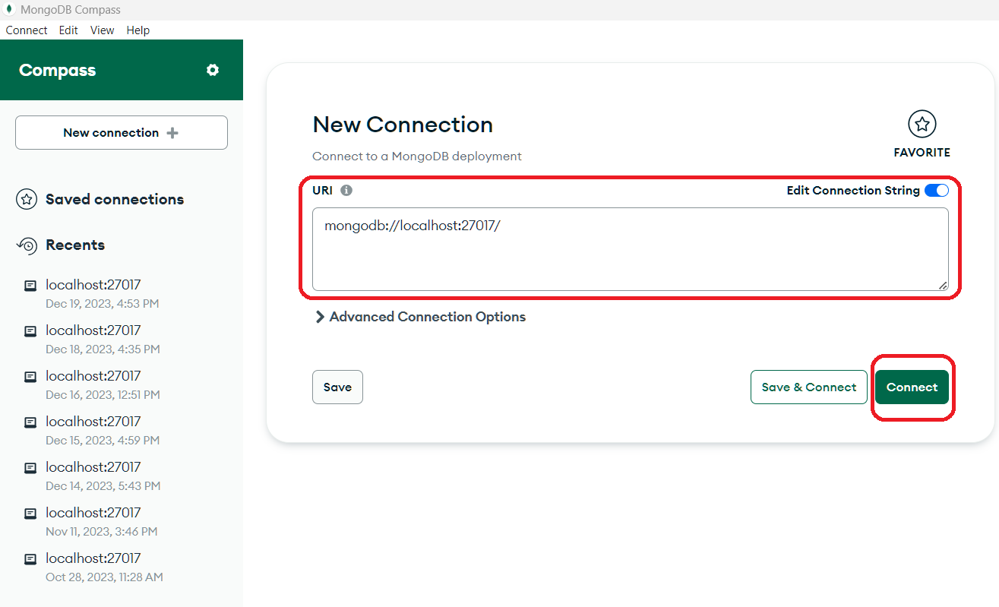 MongoDB Compass
Connect Edit View Help
Compass
New connection
Saved connections
Recents
localhost:27017
Dec 19, 2023, 4:53 PM
localhost:27017
Dec 18, 2023, 4:35 PM
localhost:27017
Dec 16, 2023, 12:51 PM
localhost:27017
Dec 15, 2023, 4:59 PM
localhost:27017
Dec 14, 2023, 5:43 PM
localhost:27017
Nov 11, 2023, 3:46 PM
localhost:27017
Oct 28, 2023, 11:28 AM
New Connection
FAVORITE
Connect to a MongoDB deployment
URI
Edit Connection String
mongodb://localhost:27017/
Advanced Connection Options
Save
Save & Connect
Connect